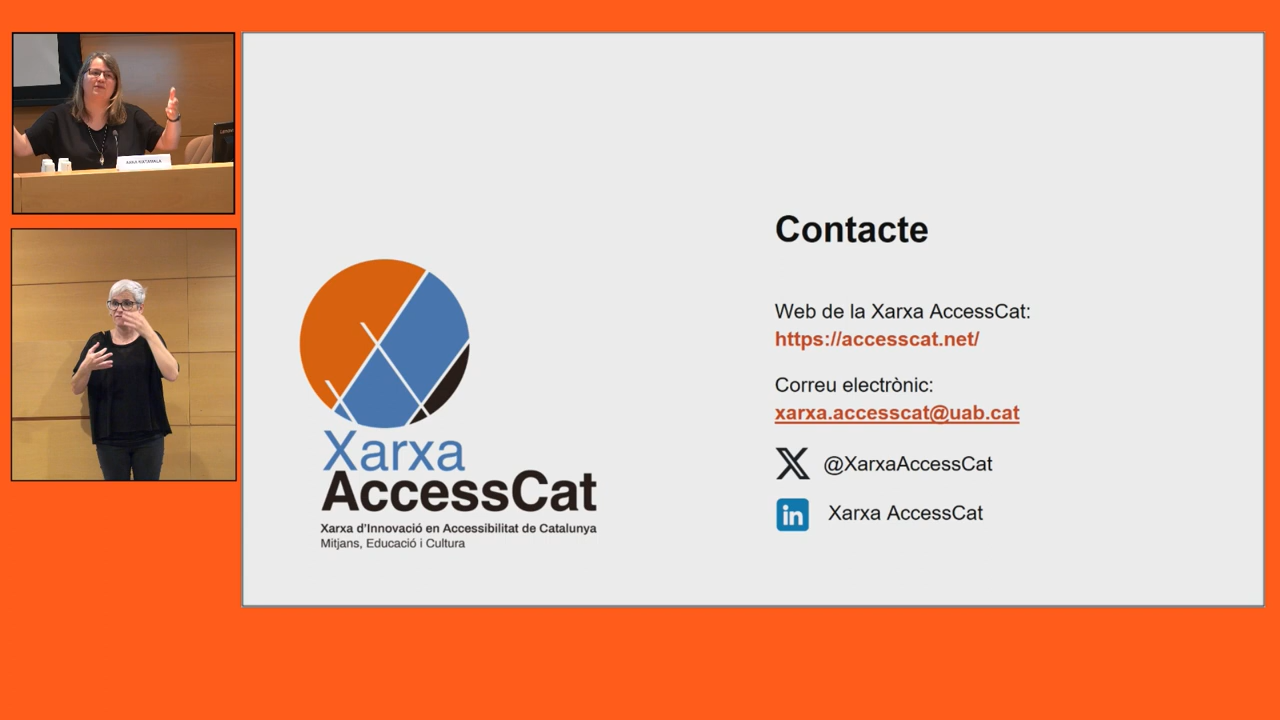 Contacte
Web de la Xarxa AccessCat:
https://accesscat.net/
Correu electrònic:
xarxa.accesscat@uab.cat
@XarxaAccessCat
in
Xarxa AccessCat
Xarxa
AccessCat
Xarxa d'Innovació en Accessibilitat de Catalunya
Mitjans, Educació i Cultura